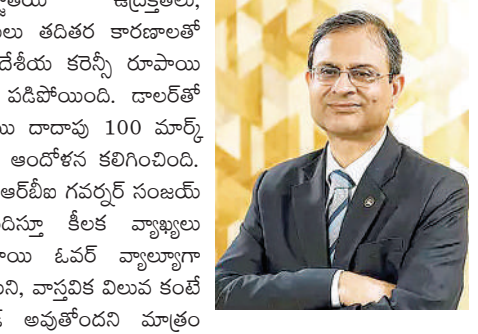 ఉద్రిక్తతలు,
తదితర కారణాలతో
దేశీయ కరెన్సీ రూపాయి
పడిపోయింది. డాలర్‌తో
దాదాపు 100 మార్క్
ఆందోళన కలిగించింది.
ఆర్‌బీఐ గవర్నర్ సంజయ్
కీలక వ్యాఖ్యలు
ఓవర్ వ్యాల్యూగా
వాస్తవిక విలువ కంటే
అవుతోందని మాత్రం